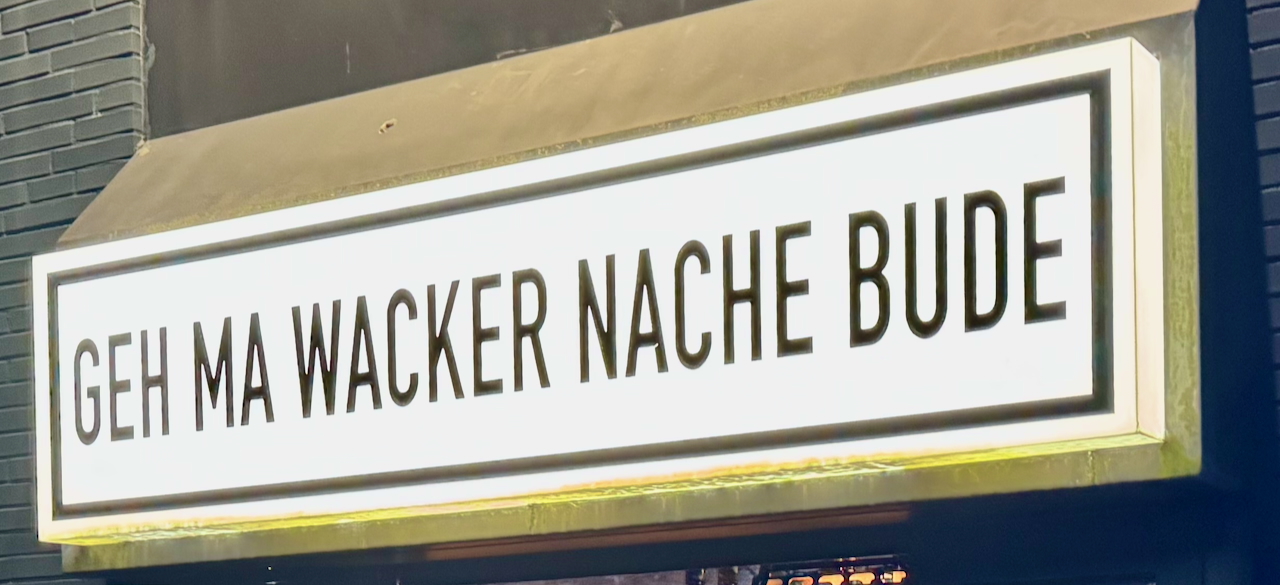 GEH MA WACKER NACHE BUDE